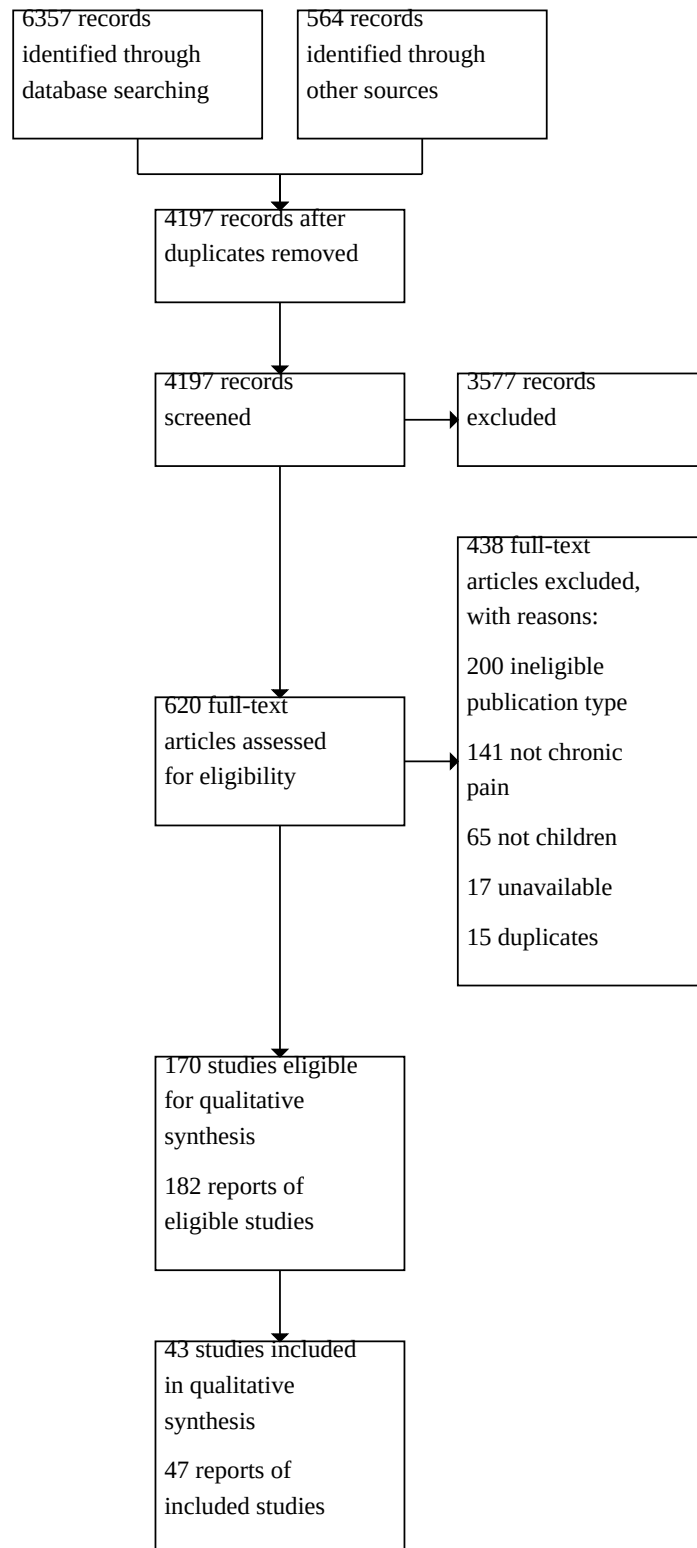 6357 records
identified through
database searching
564 records
identified through
other sources
4197 records after
duplicates removed
4197 records
screened
3577 records
excluded
438 full-text
articles excluded,
with reasons:
200 ineligible
publication type
141 not chronic
pain
65 not children
17 unavailable
15 duplicates
620 full-text
articles assessed
for eligibility
170 studies eligible
for qualitative
synthesis
182 reports of
eligible studies
43 studies included
in qualitative
synthesis
47 reports of
included studies